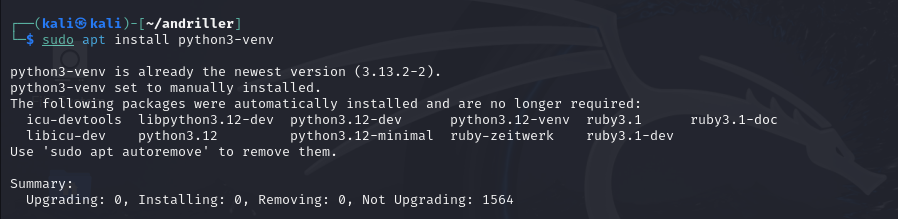 ┌──(kali㉿kali)-[~/andriller]
└─$ sudo apt install python3-venv
python3-venv is already the newest version (3.13.2-2).
python3-venv set to manually installed.
The following packages were automatically installed and are no longer required:
  icu-devtools  libpython3.12-dev  python3.12-dev      python3.12-venv  ruby3.1      ruby3.1-doc
  libicu-dev    python3.12         python3.12-minimal  ruby-zeitwerk    ruby3.1-dev
Use 'sudo apt autoremove' to remove them.
Summary:
  Upgrading: 0, Installing: 0, Removing: 0, Not Upgrading: 1564